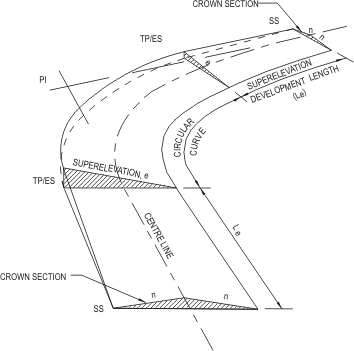 CROWN SECTION
SS
n
n
TP/ES
e
PI
SUPERELEVATION
DEVELOPMENT LENGTH
(Le)
CIRCULAR
CURVE
SUPERELEVATION, e
TP/ES
CENTRE LINE
Le
CROWN SECTION
n
n
SS